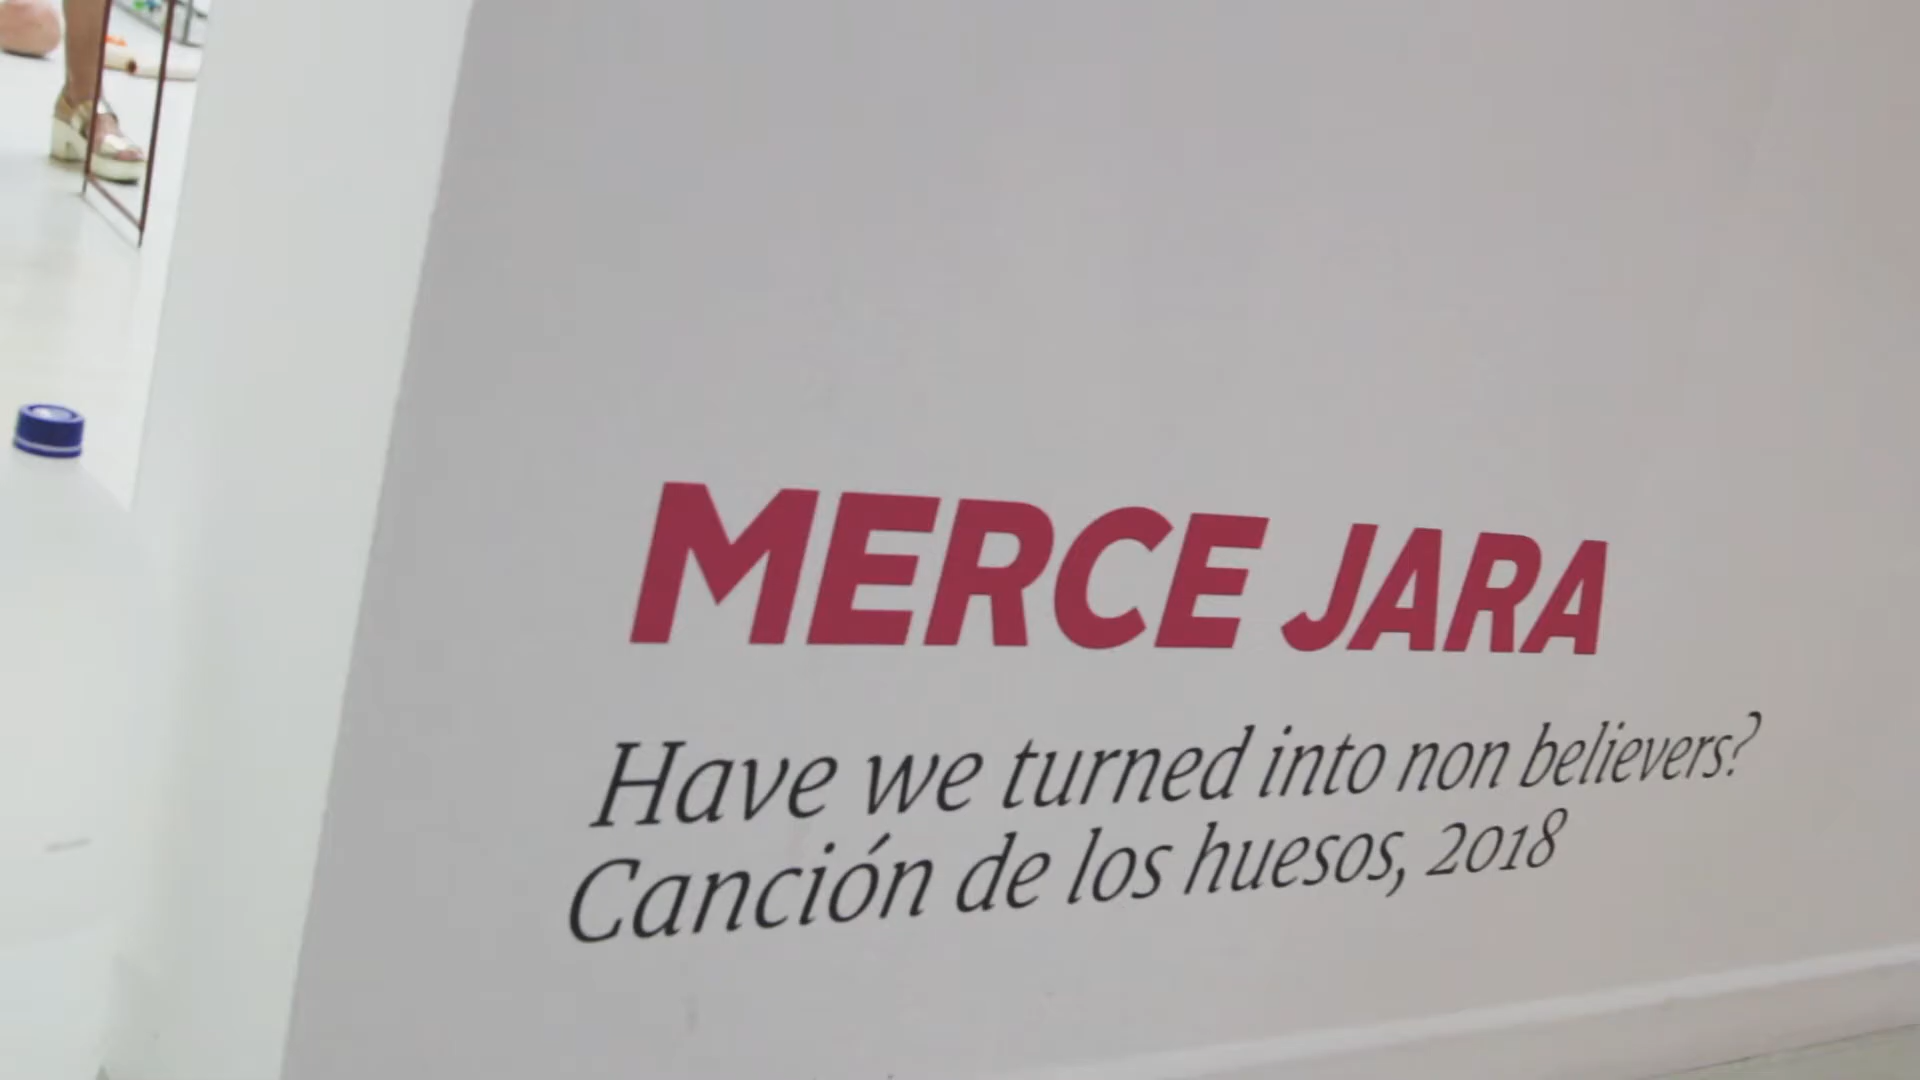 MERCE JARA
Have we turned into non believers?
Canción de los huesos, 2018